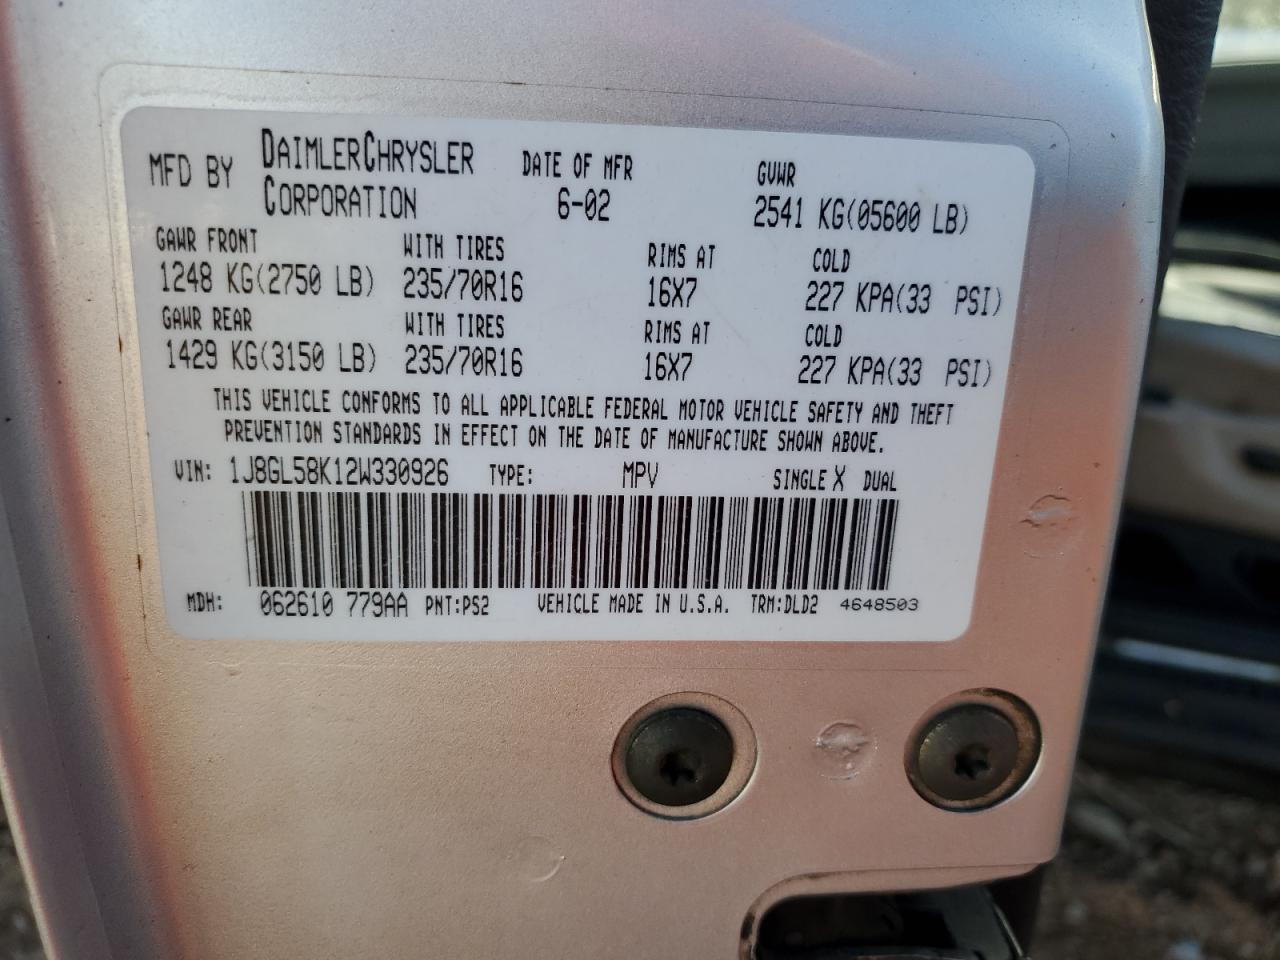 MFD BY DAIMLERCHRYSLER CORPORATION DATE OF MFR 6-02 GVWR 2541 KG(05600 LB)
GAWR FRONT WITH TIRES RIMS AT COLD
1248 KG(2750 LB) 235/70R16 16X7 227 KPA(33 PSI)
GAWR REAR WITH TIRES RIMS AT COLD
1429 KG(3150 LB) 235/70R16 16X7 227 KPA(33 PSI)
THIS VEHICLE CONFORMS TO ALL APPLICABLE FEDERAL MOTOR VEHICLE SAFETY AND THEFT
PREVENTION STANDARDS IN EFFECT ON THE DATE OF MANUFACTURE SHOWN ABOVE.
VIN: 1J8GL58K12W330926 TYPE: MPV SINGLE X DUAL
MDH: 062610 779AA PNT:PS2 VEHICLE MADE IN U.S.A. TRM:DLD2 4648503